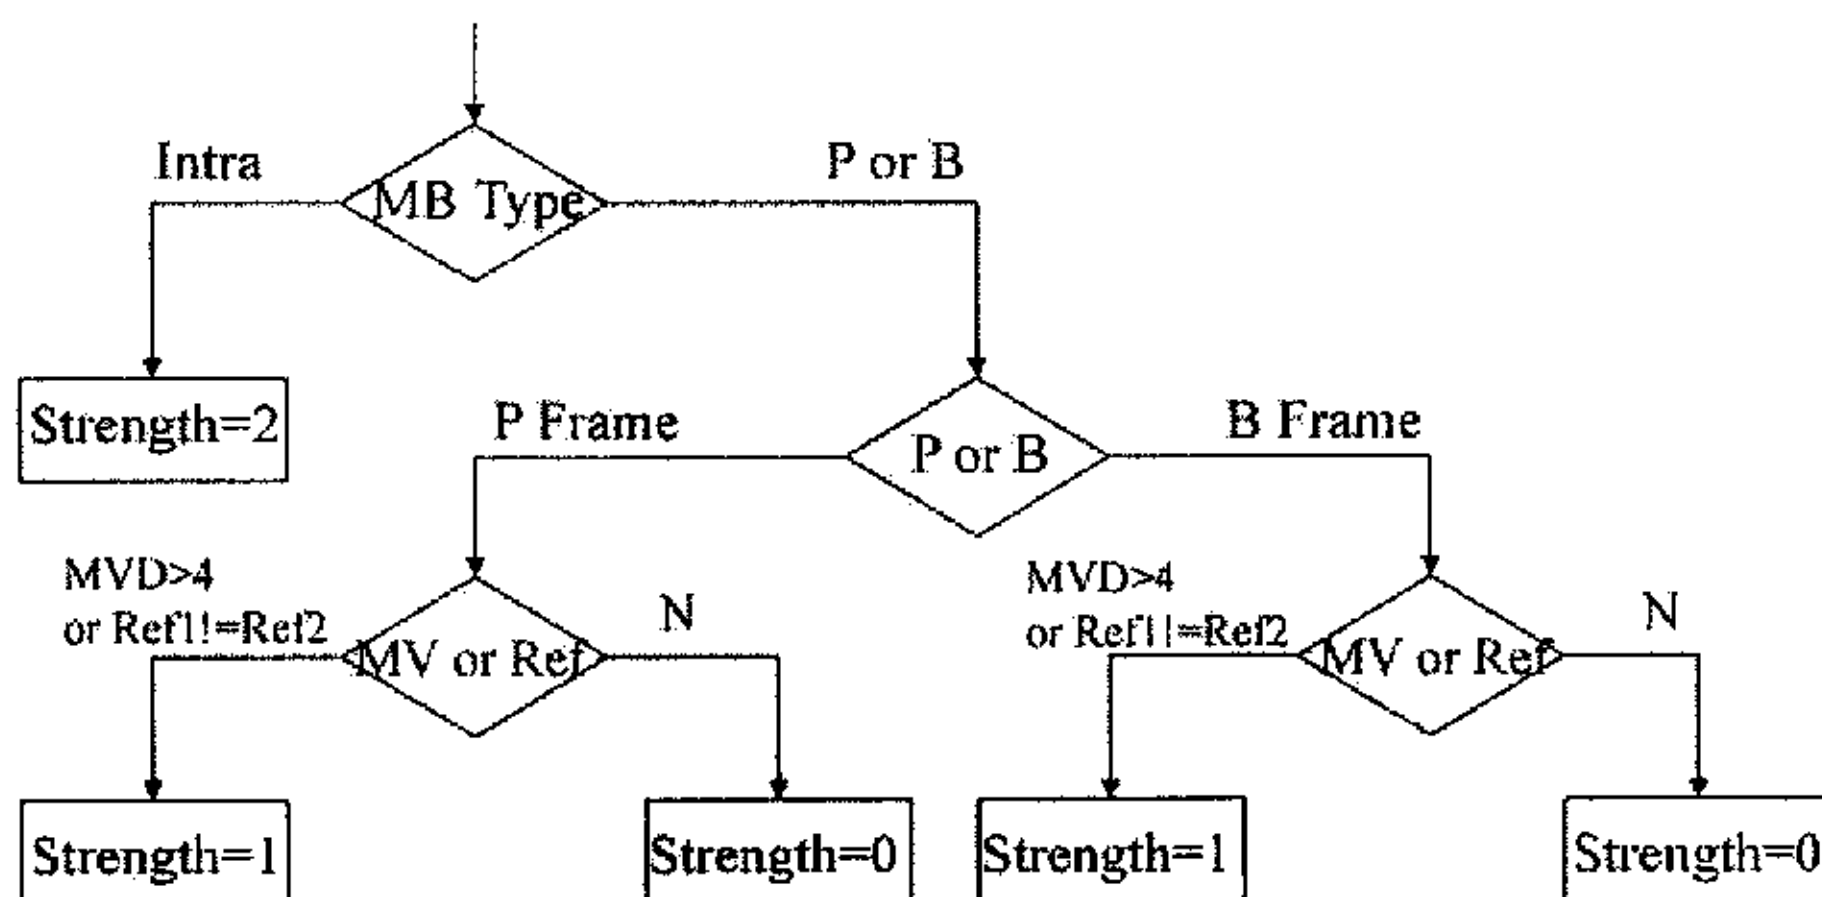 Intra
P or B
MB Type
Strength=2
P Frame
P or B
B Frame
MVD>4
or Ref1!=Ref2
MV or Ref
N
MVD>4
or Ref1!=Ref2
MV or Ref
N
Strength=1
Strength=0
Strength=1
Strength=0